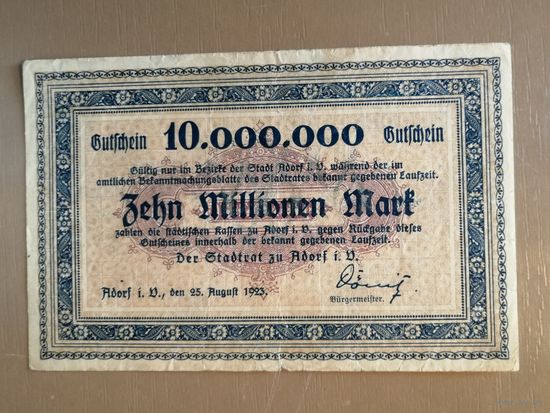 Gutschein 10.000.000 Gutschein
Gültig nur im Bezirke der Stadt Adorf i. V. während der im
amtlichen Bekanntmachungsblatte des Stadtrates bekannt gegebenen Laufzeit.
Zehn Millionen Mark
zahlen die städtischen Kassen zu Adorf i. V. gegen Rückgabe dieses
Gutscheines innerhalb der bekannt gegebenen Laufzeit.
Der Stadtrat zu Adorf i. V.
Adorf i. V., den 25. August 1923.
Bürgermeister.